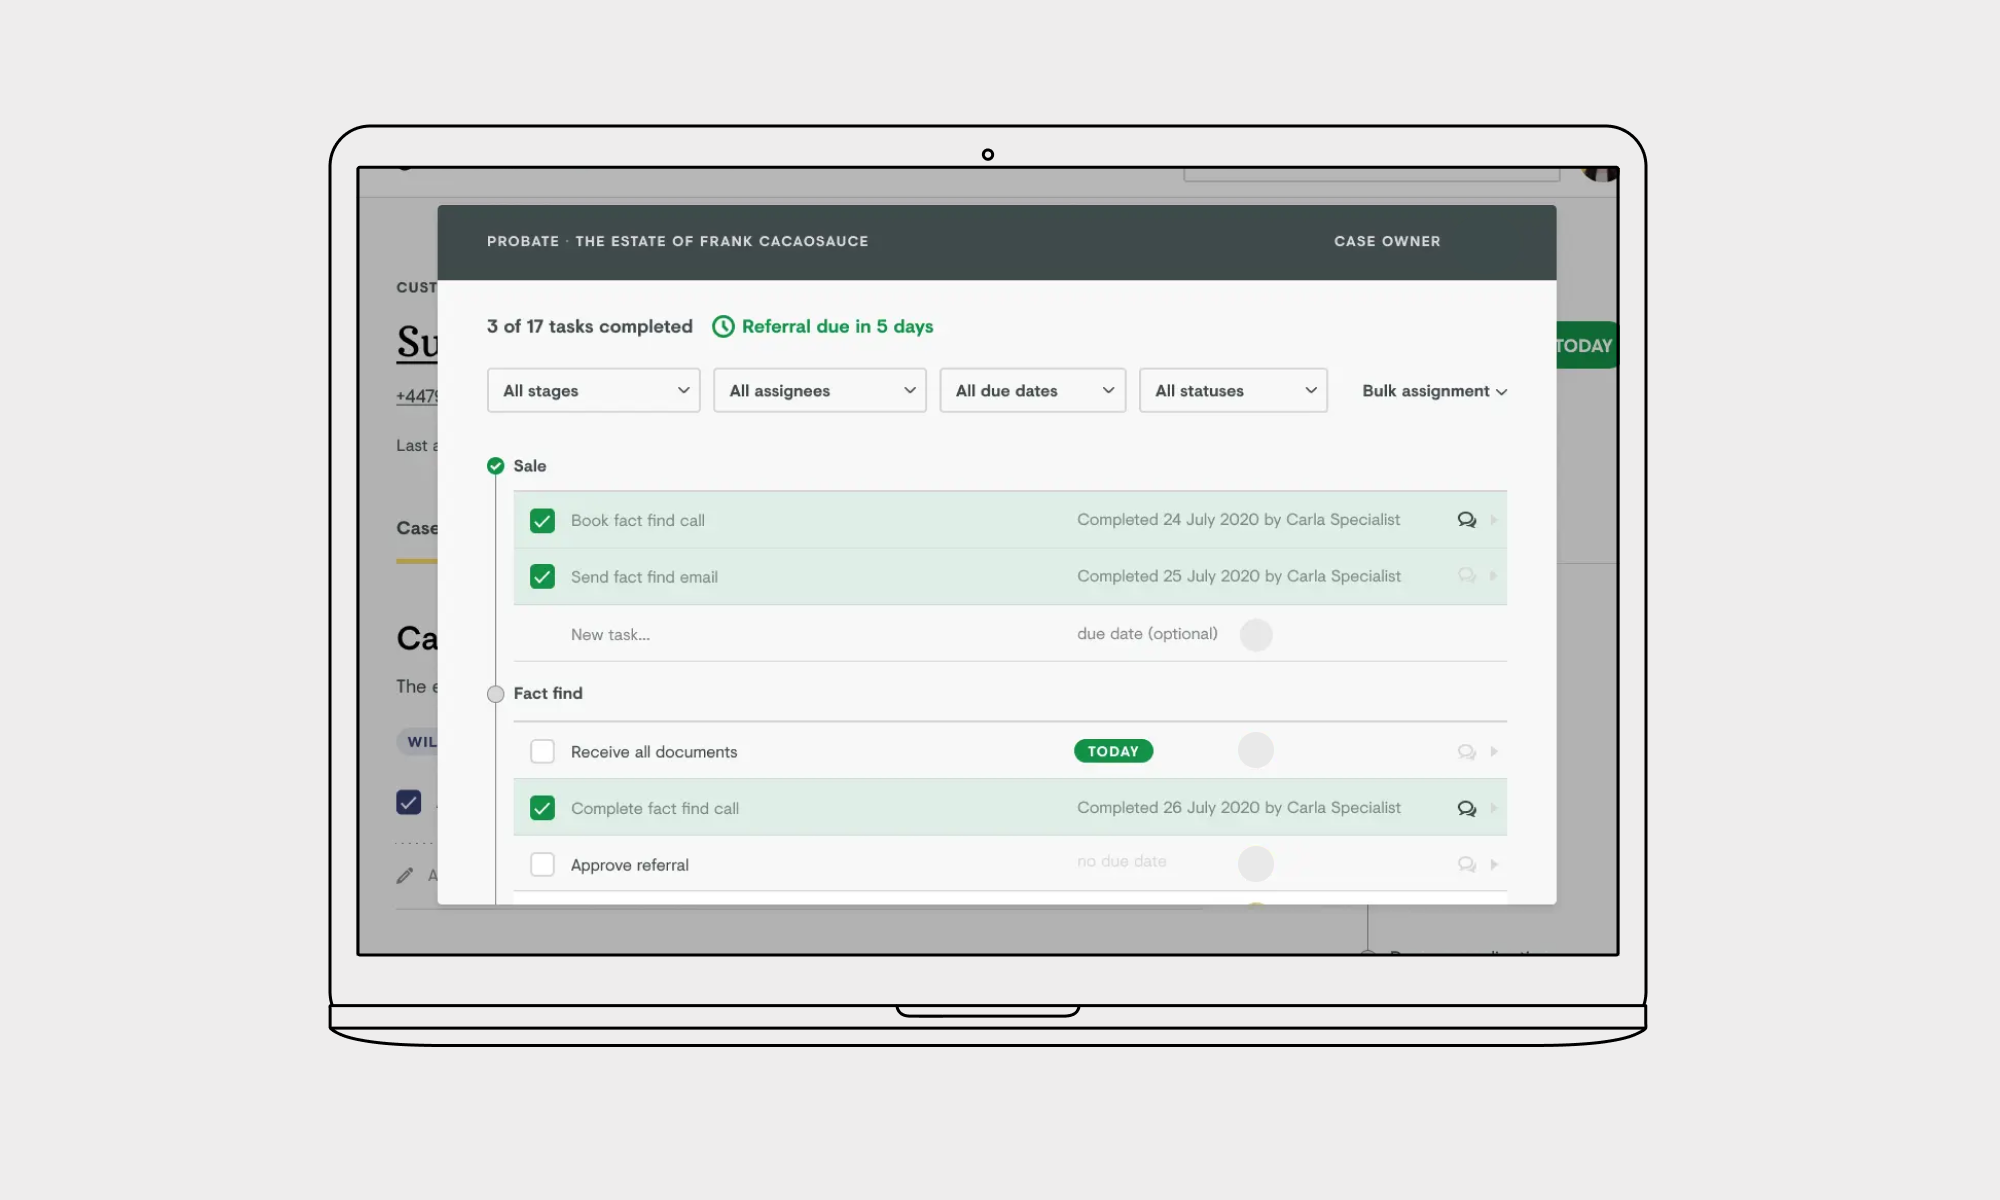 PROBATE · THE ESTATE OF FRANK CACAOSAUCE
CASE OWNER
CUST
Su
+447
Last a
Case
Ca
The e
WIL
TODAY
3 of 17 tasks completed
Referral due in 5 days
All stages
All assignees
All due dates
All statuses
Bulk assignment
Sale
Book fact find call
Completed 24 July 2020 by Carla Specialist
Send fact find email
Completed 25 July 2020 by Carla Specialist
New task...
due date (optional)
Fact find
Receive all documents
TODAY
Complete fact find call
Completed 26 July 2020 by Carla Specialist
Approve referral
no due date